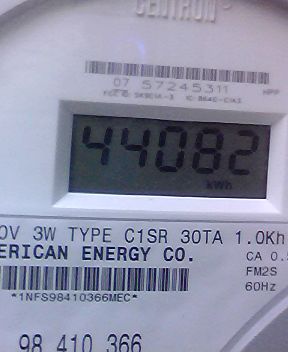 CENTRON
07 57245311 HPP
44082
kWh
0V 3W TYPE C1SR 30TA 1.0Kh
ERICAN ENERGY CO. CA 0.5
FM2S
*1NFS98410366MEC* 60Hz
98 410 366